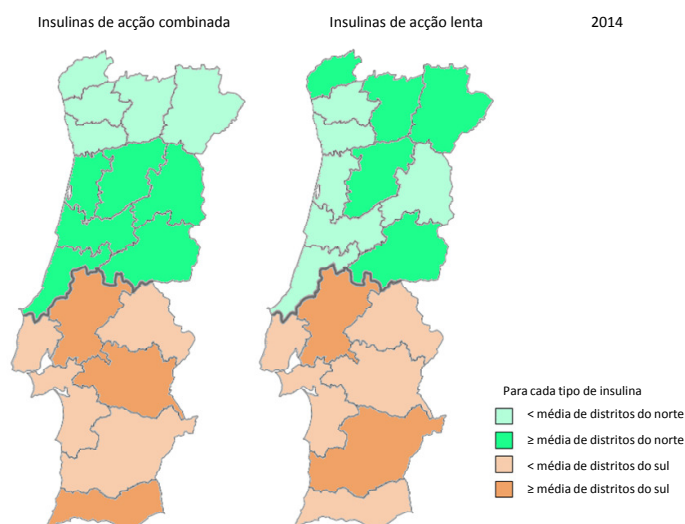 Insulinas de acção combinada
Insulinas de acção lenta
2014
Para cada tipo de insulina
< média de distritos do norte
≥ média de distritos do norte
< média de distritos do sul
≥ média de distritos do sul